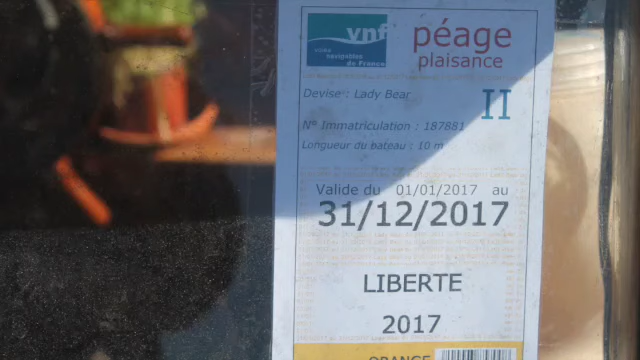 vnf
voies
navigables
de France
péage
plaisance
Devise : Lady Bear
II
N° Immatriculation : 187881
Longueur du bateau : 10 m
Valide du 01/01/2017 au
31/12/2017
LIBERTE
2017
ORANGE